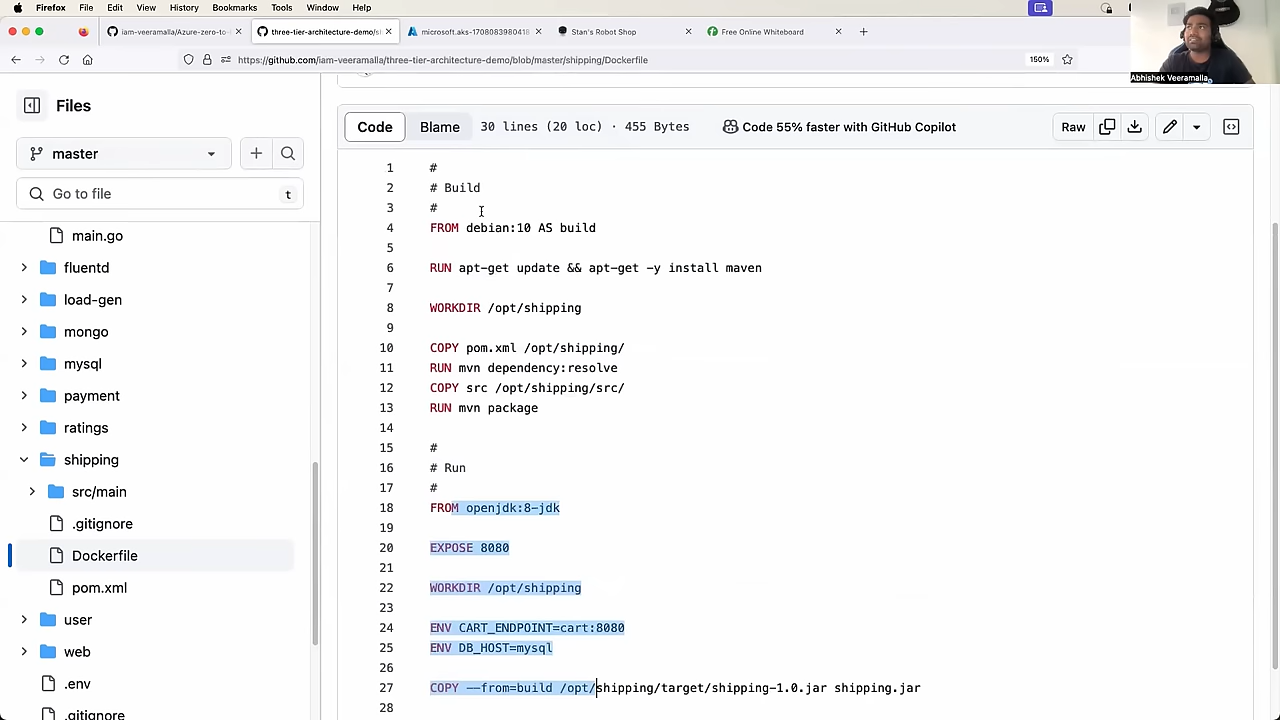 Firefox File Edit View History Bookmarks Tools Window Help
iam-veeramalla/Azure-zero-to- three-tier-architecture-demo/s microsoft.aks-1708 Stan's Robot Shop Free Online Whiteboard
https://github.com/iam-veeramalla/three-tier-architecture-demo/blob/master/shipping/Dockerfile 150%
Abhishek Veeramalla
Files
master
Go to file t
main.go
fluentd
load-gen
mongo
mysql
payment
ratings
shipping
src/main
.gitignore
Dockerfile
pom.xml
user
web
.env
.gitignore
Code Blame 30 lines (20 loc) · 455 Bytes Code 55% faster with GitHub Copilot Raw
1 #
2 # Build
3 #
4 FROM debian:10 AS build
5
6 RUN apt-get update && apt-get -y install maven
7
8 WORKDIR /opt/shipping
9
10 COPY pom.xml /opt/shipping/
11 RUN mvn dependency:resolve
12 COPY src /opt/shipping/src/
13 RUN mvn package
14
15 #
16 # Run
17 #
18 FROM openjdk:8-jdk
19
20 EXPOSE 8080
21
22 WORKDIR /opt/shipping
23
24 ENV CART_ENDPOINT=cart:8080
25 ENV DB_HOST=mysql
26
27 COPY --from=build /opt/shipping/target/shipping-1.0.jar shipping.jar
28